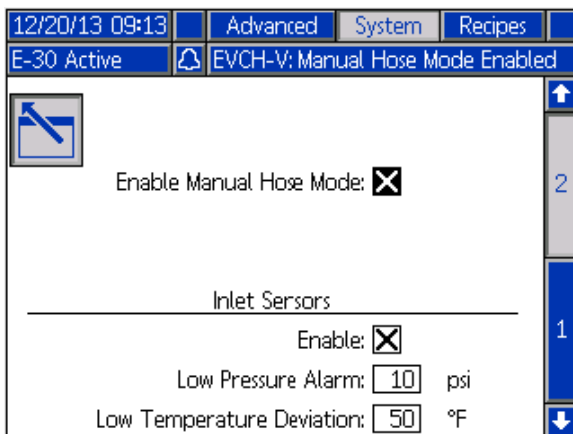 12/20/13 09:13 Advanced System Recipes
E-30 Active EVCH-V: Manual Hose Mode Enabled
Enable Manual Hose Mode:
2
Inlet Sensors
Enable:
1
Low Pressure Alarm: 10 psi
Low Temperature Deviation: 50 °F